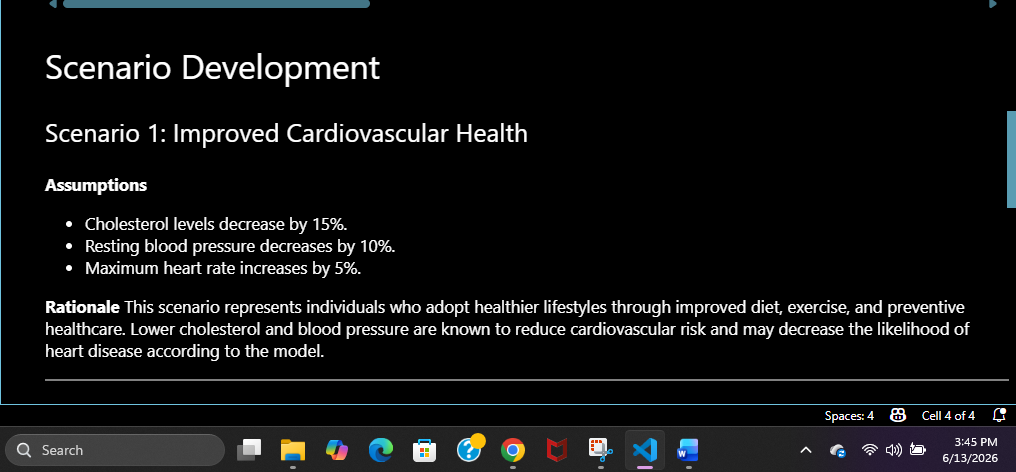 Scenario Development
Scenario 1: Improved Cardiovascular Health
Assumptions
• Cholesterol levels decrease by 15%.
• Resting blood pressure decreases by 10%.
• Maximum heart rate increases by 5%.
Rationale This scenario represents individuals who adopt healthier lifestyles through improved diet, exercise, and preventive
healthcare. Lower cholesterol and blood pressure are known to reduce cardiovascular risk and may decrease the likelihood of
heart disease according to the model.
Spaces: 4 Cell 4 of 4
Search
3:45 PM
6/13/2026